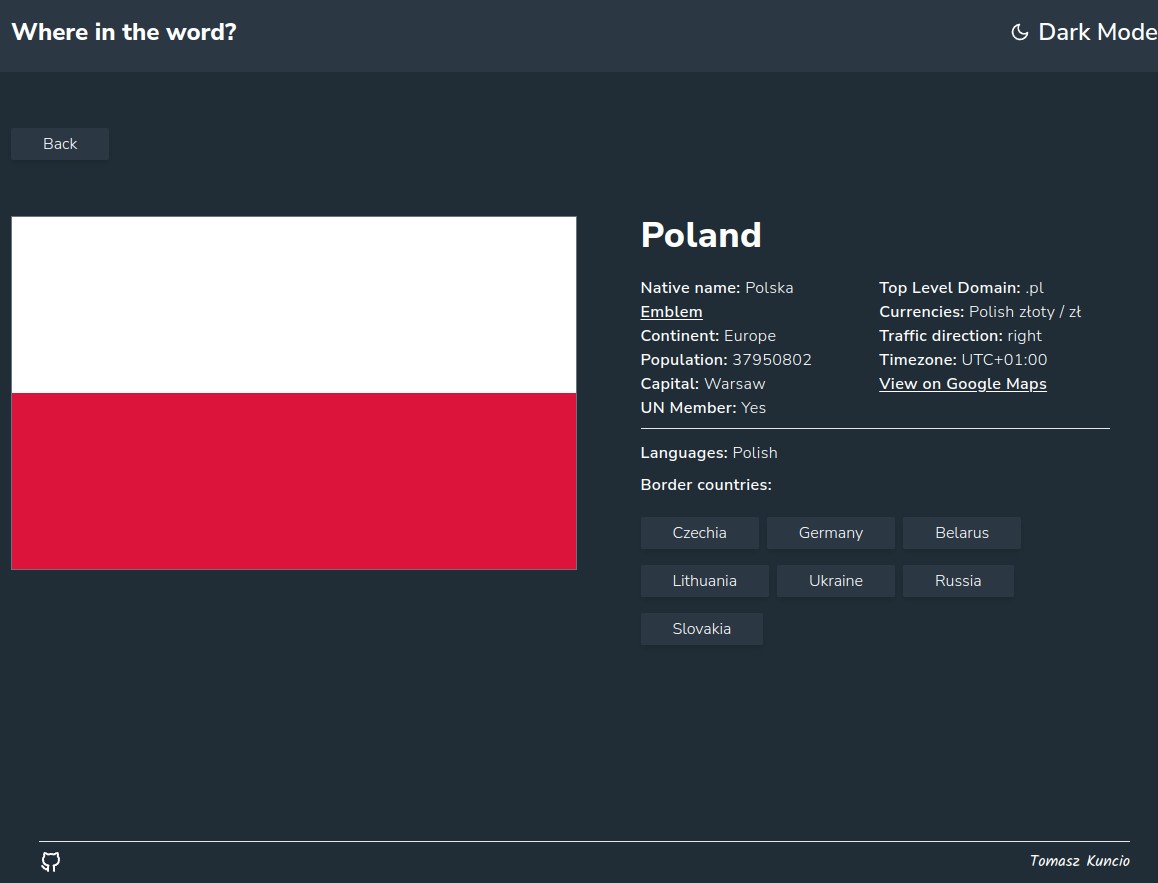 Where in the word?
Dark Mode
Back
Poland
Native name: Polska
Emblem
Continent: Europe
Population: 37950802
Capital: Warsaw
UN Member: Yes
Top Level Domain: .pl
Currencies: Polish złoty / zł
Traffic direction: right
Timezone: UTC+01:00
View on Google Maps
Languages: Polish
Border countries:
Czechia Germany Belarus
Lithuania Ukraine Russia
Slovakia
Tomasz Kuncio